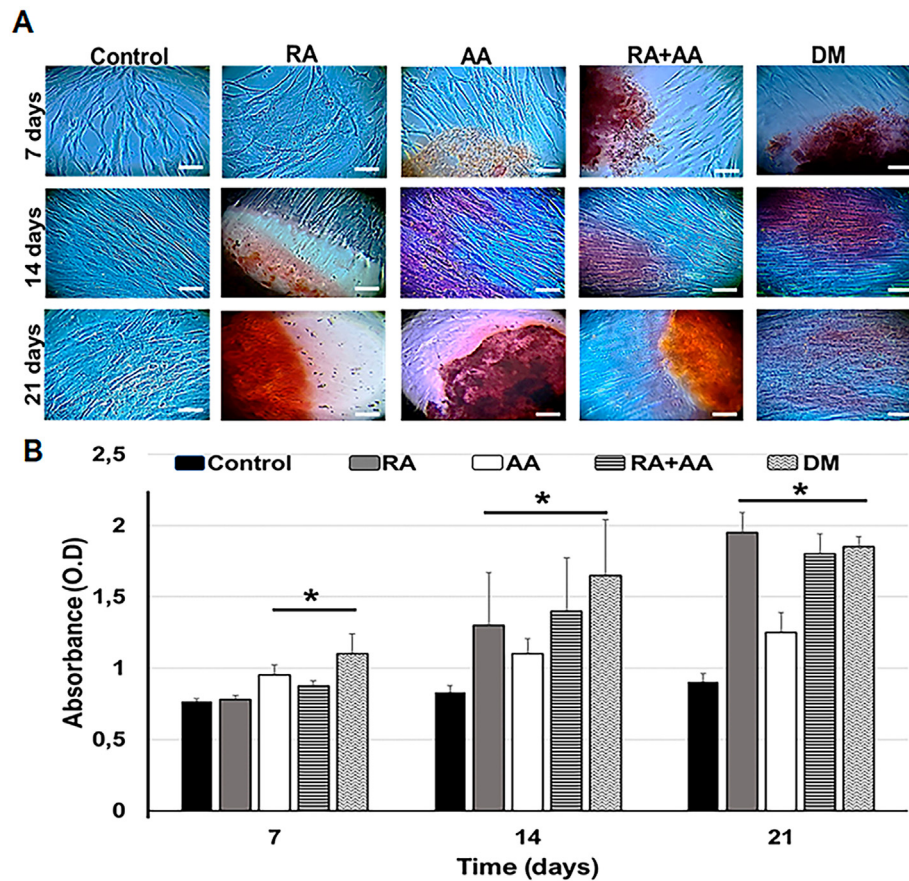 A
Control RA AA RA+AA DM
7 days
14 days
21 days
B
2,5
Control RA AA RA+AA DM
*
*
*
2
1,5
1
0,5
0
Absorbance (O.D)
7 14 21
Time (days)